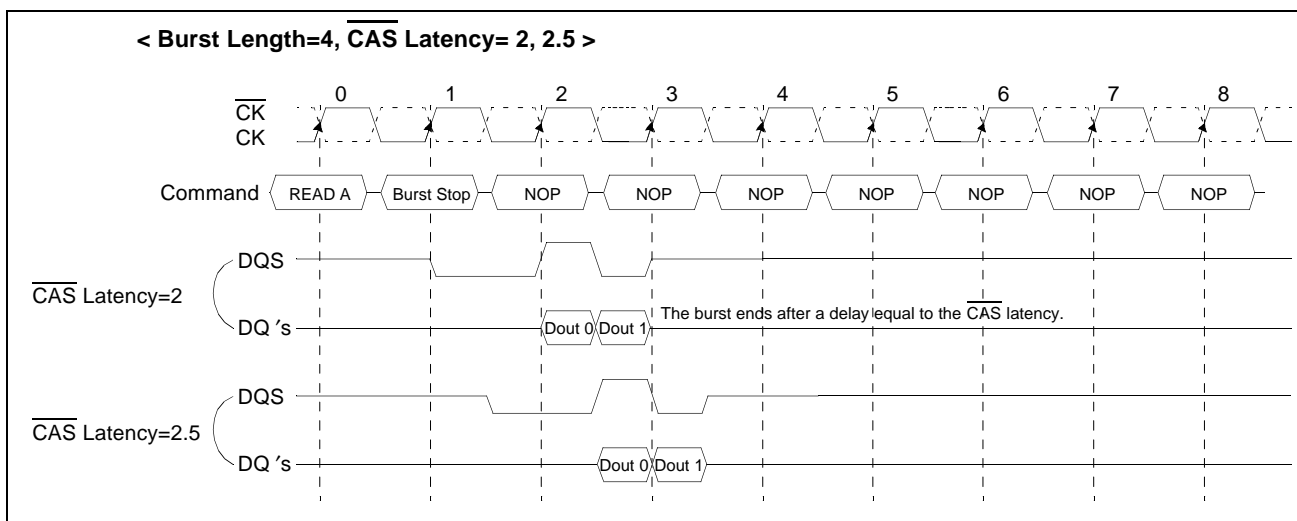 < Burst Length=4, CAS Latency= 2, 2.5 >
0 1 2 3 4 5 6 7 8
CK
CK
Command READ A Burst Stop NOP NOP NOP NOP NOP NOP NOP
DQS
CAS Latency=2
The burst ends after a delay equal to the CAS latency.
DQ 's Dout 0 Dout 1
DQS
CAS Latency=2.5
DQ 's Dout 0 Dout 1